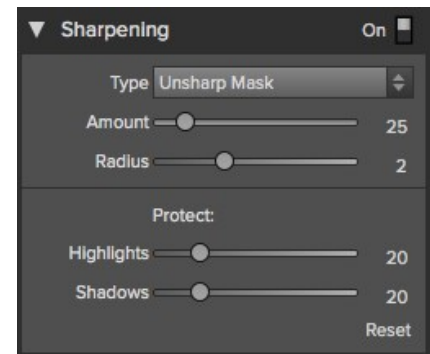 Sharpening On
Type Unsharp Mask
Amount 25
Radius 2
Protect:
Highlights 20
Shadows 20
Reset